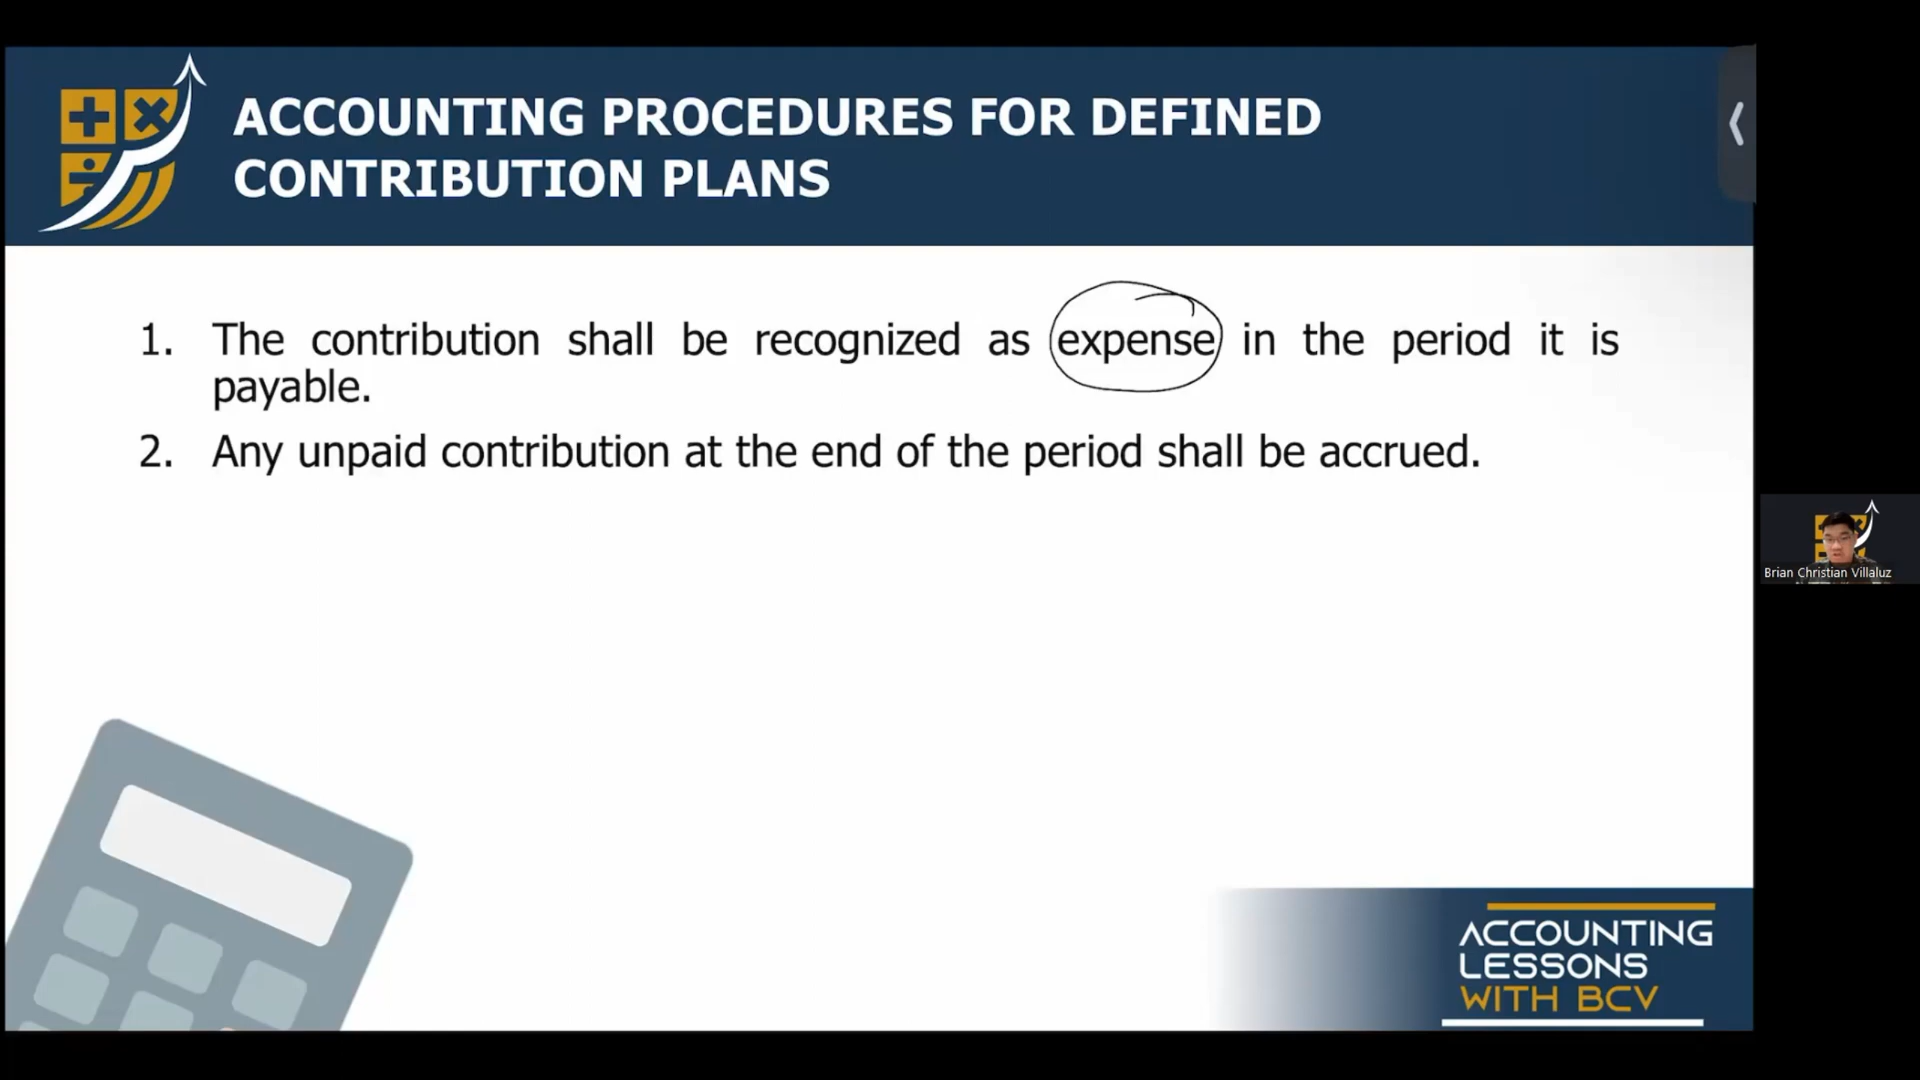 ACCOUNTING PROCEDURES FOR DEFINED
CONTRIBUTION PLANS
1. The contribution shall be recognized as expense in the period it is
payable.
2. Any unpaid contribution at the end of the period shall be accrued.
Brian Christian Villaluz
ACCOUNTING
LESSONS
WITH BCV